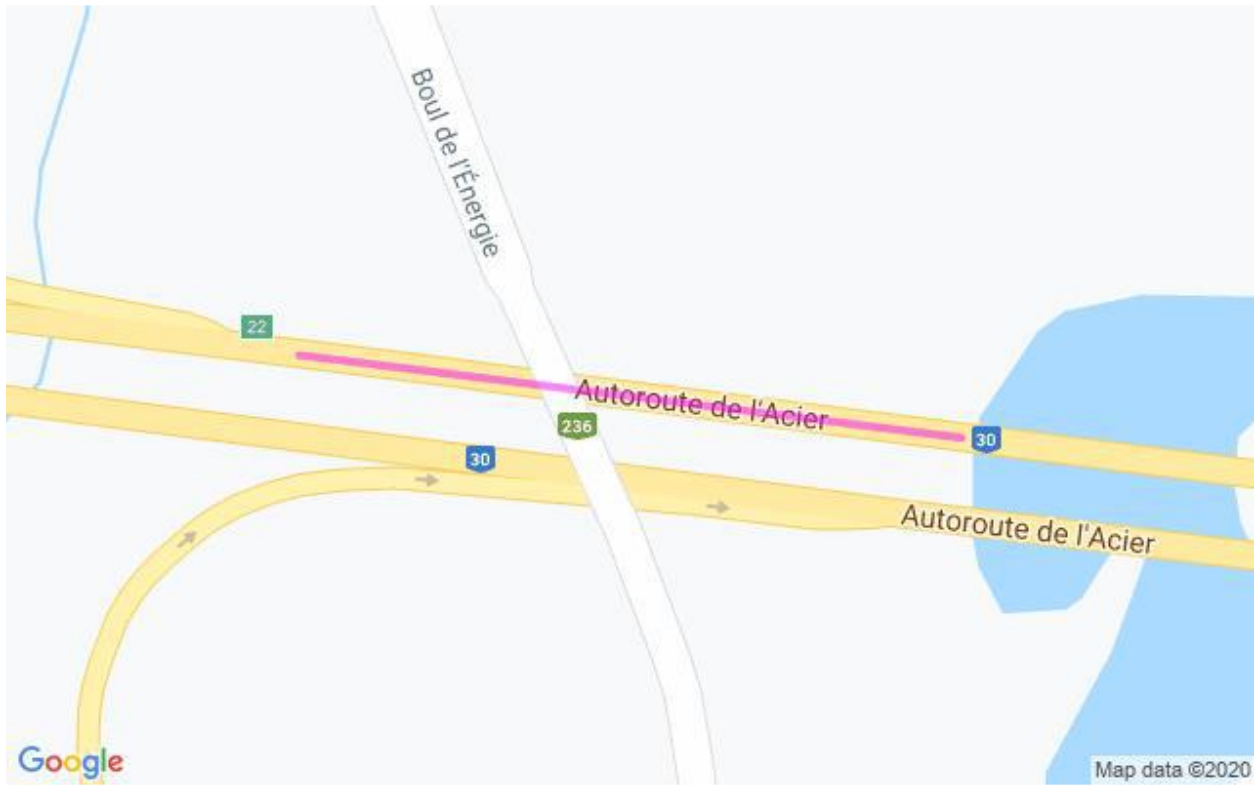 Boul de l'Énergie
22
Autoroute de l'Acier
236
30
30
Autoroute de l'Acier
Google
Map data ©2020